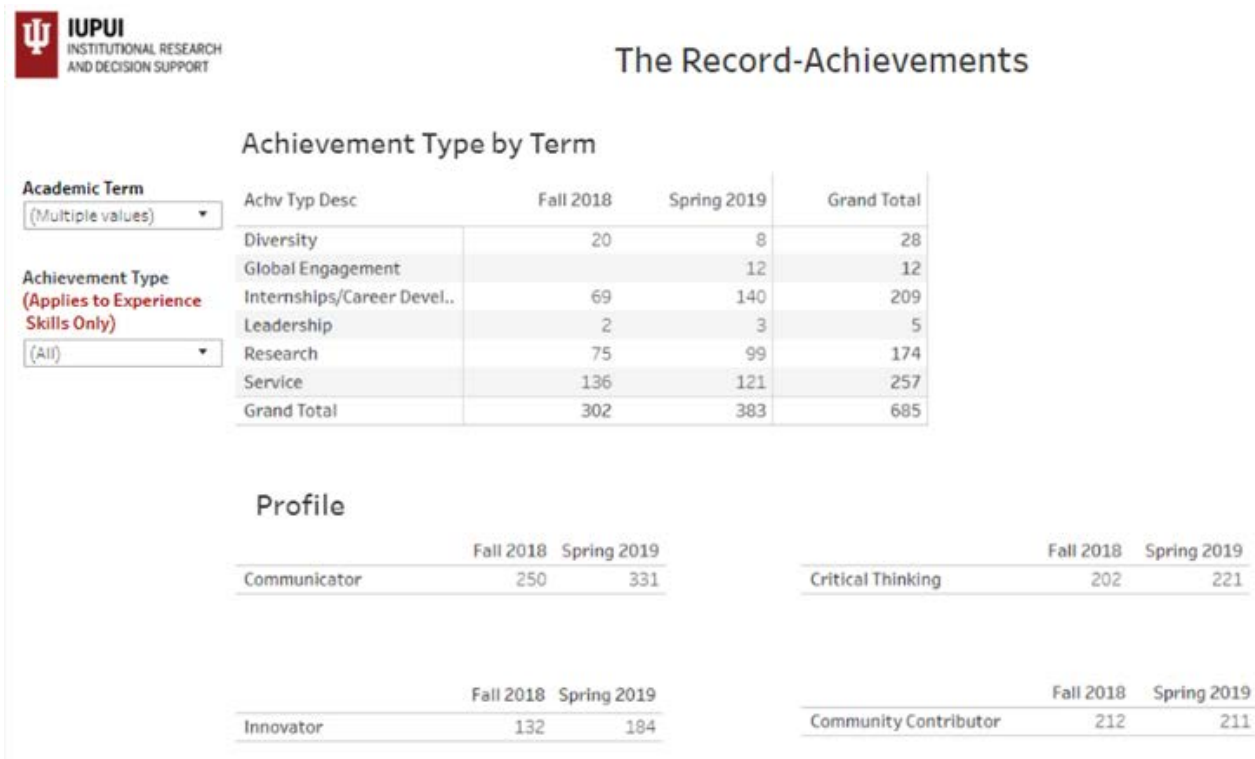 IUPUI
INSTITUTIONAL RESEARCH
AND DECISION SUPPORT
The Record-Achievements
Achievement Type by Term
Academic Term
(Multiple values)
Achievement Type
(Applies to Experience
Skills Only)
(All)
Achv Typ Desc Fall 2018 Spring 2019 Grand Total
Diversity 20 8 28
Global Engagement 12 12
Internships/Career Devel.. 69 140 209
Leadership 2 3 5
Research 75 99 174
Service 136 121 257
Grand Total 302 383 685
Profile
Fall 2018 Spring 2019
Communicator 250 331
Fall 2018 Spring 2019
Critical Thinking 202 221
Fall 2018 Spring 2019
Innovator 132 184
Fall 2018 Spring 2019
Community Contributor 212 211